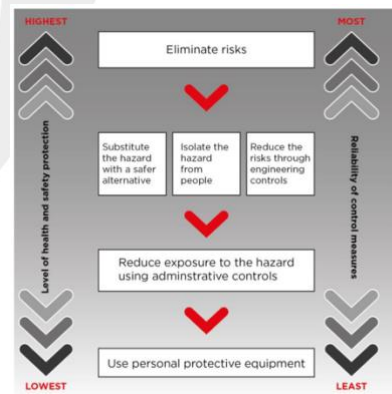 HIGHEST
MOST
Eliminate risks
Level of health and safety protection
Reliability of control measures
Substitute
the hazard
with a safer
alternative
Isolate the
hazard
from
people
Reduce the
risks through
engineering
controls
Reduce exposure to the hazard
using adminstrative controls
Use personal protective equipment
LOWEST
LEAST